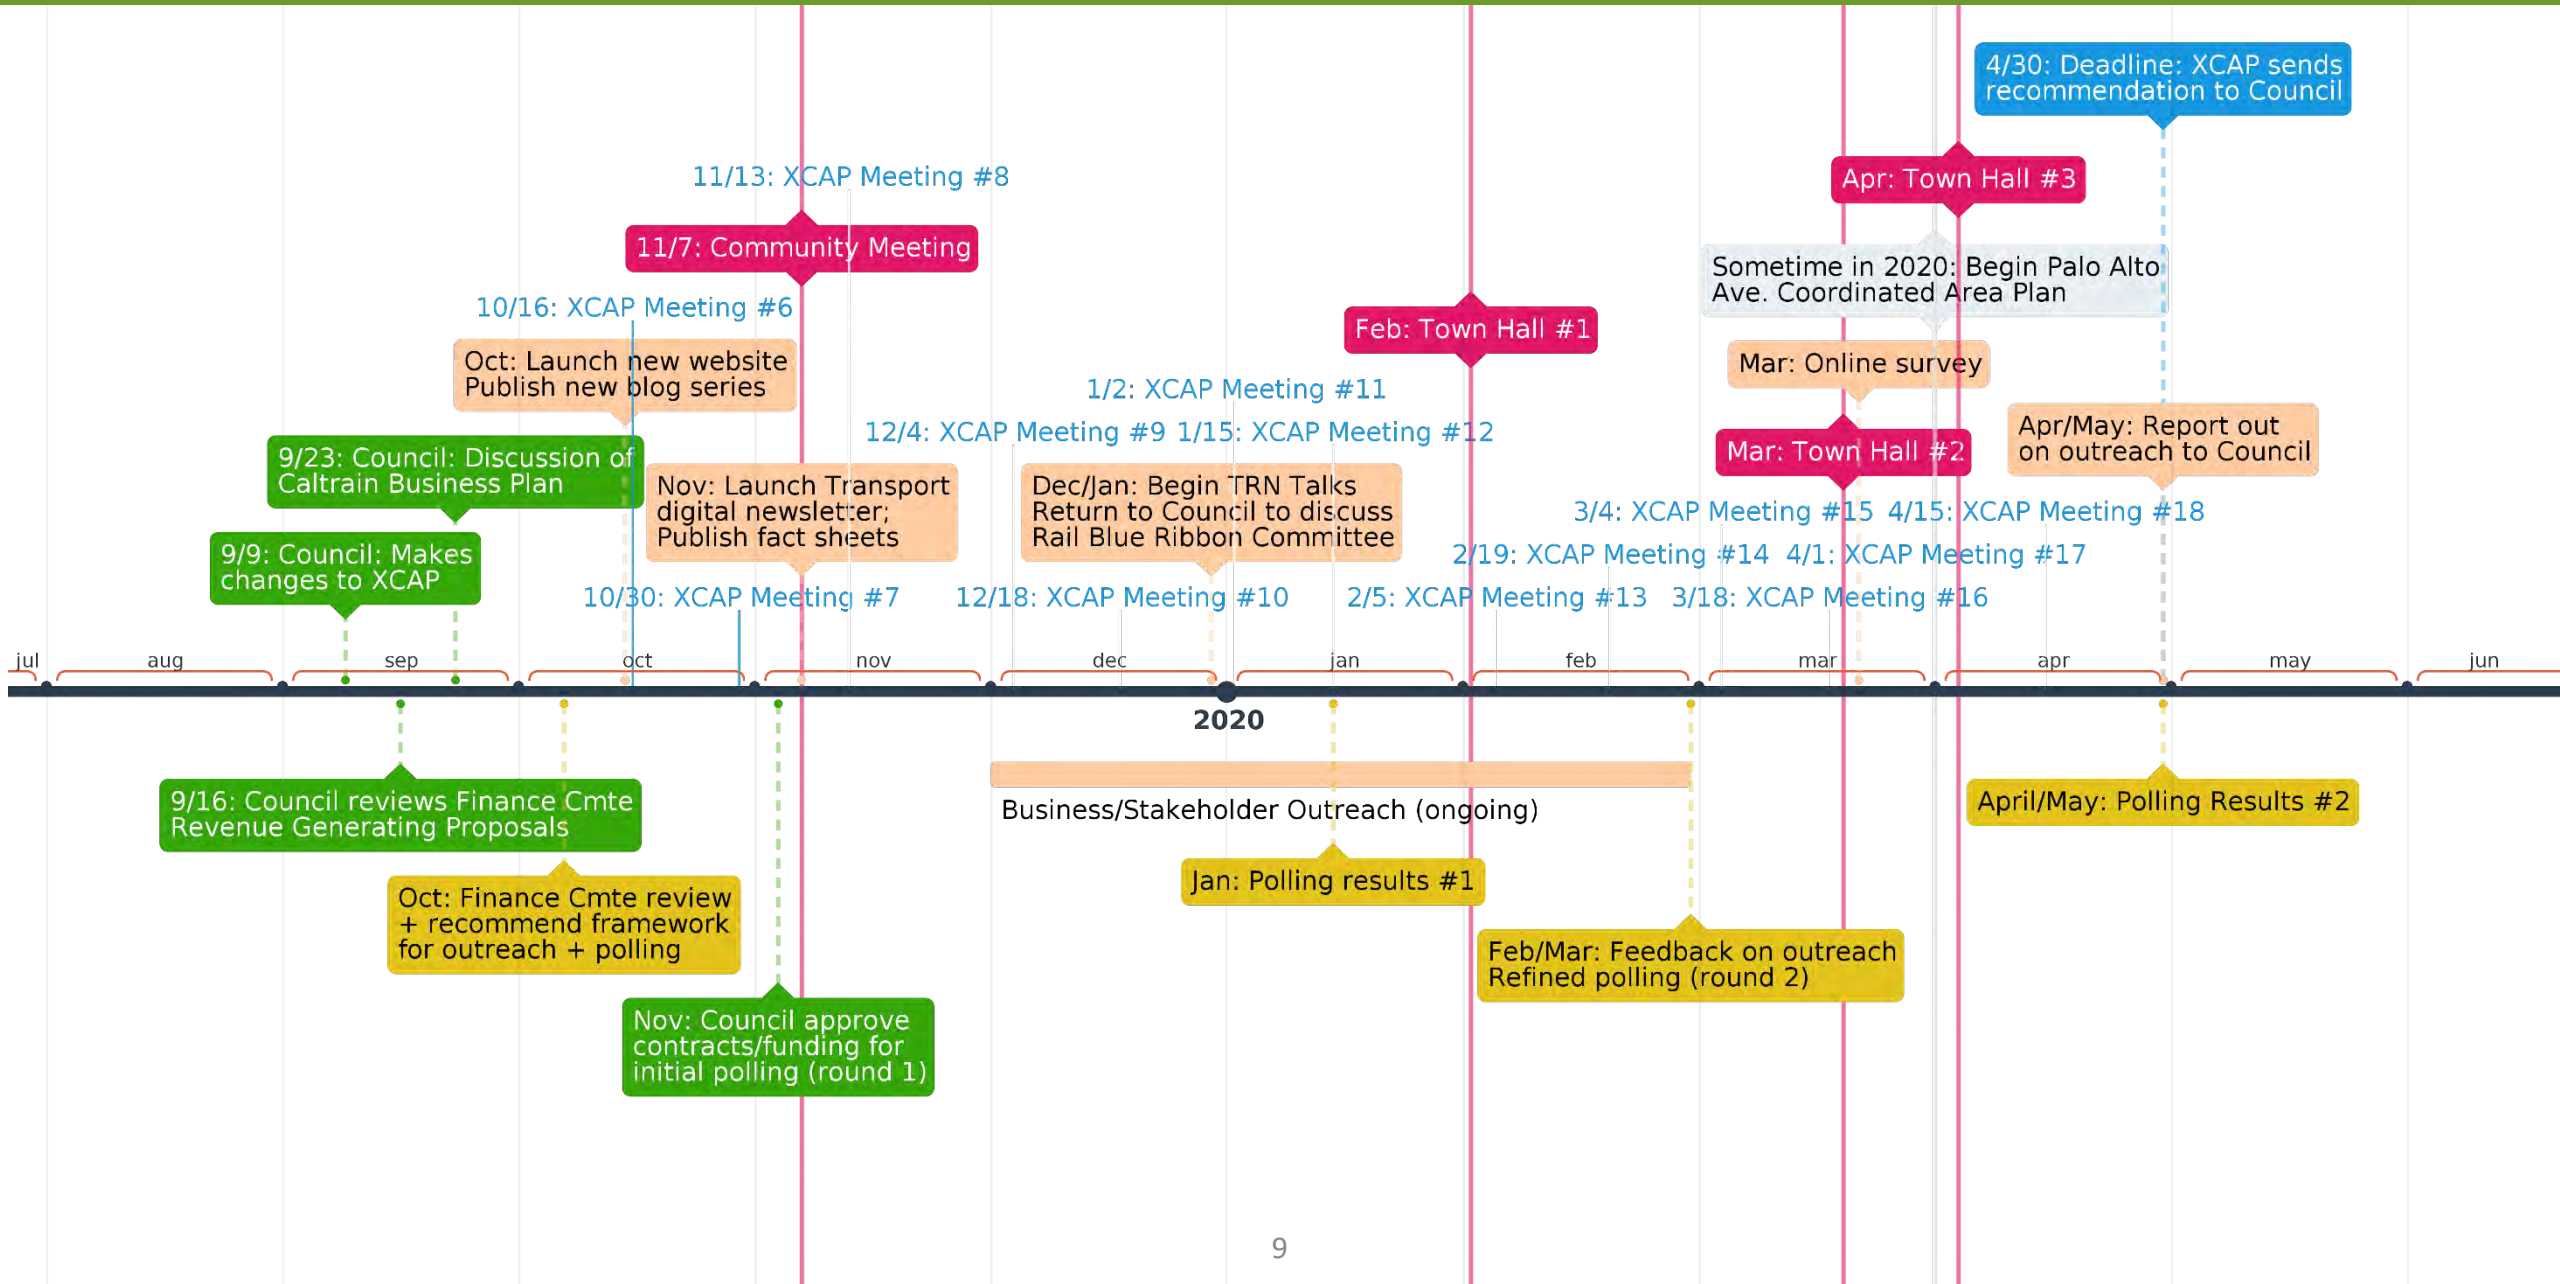 4/30: Deadline: XCAP sends
recommendation to Council
11/13: XCAP Meeting #8
Apr: Town Hall #3
11/7: Community Meeting
Sometime in 2020: Begin Palo Alto
Ave. Coordinated Area Plan
10/16: XCAP Meeting #6
Feb: Town Hall #1
Oct: Launch new website
Publish new blog series
Mar: Online survey
1/2: XCAP Meeting #11
12/4: XCAP Meeting #9
1/15: XCAP Meeting #12
Apr/May: Report out
on outreach to Council
Mar: Town Hall #2
9/23: Council: Discussion of
Caltrain Business Plan
Nov: Launch Transport
digital newsletter;
Publish fact sheets
Dec/Jan: Begin TRN Talks
Return to Council to discuss
Rail Blue Ribbon Committee
3/4: XCAP Meeting #15
4/15: XCAP Meeting #18
9/9: Council: Makes
changes to XCAP
2/19: XCAP Meeting #14
4/1: XCAP Meeting #17
10/30: XCAP Meeting #7
12/18: XCAP Meeting #10
2/5: XCAP Meeting #13
3/18: XCAP Meeting #16
jul aug sep oct nov dec jan feb mar apr may jun
2020
9/16: Council reviews Finance Cmte
Revenue Generating Proposals
Business/Stakeholder Outreach (ongoing)
April/May: Polling Results #2
Jan: Polling results #1
Oct: Finance Cmte review
+ recommend framework
for outreach + polling
Feb/Mar: Feedback on outreach
Refined polling (round 2)
Nov: Council approve
contracts/funding for
initial polling (round 1)
9